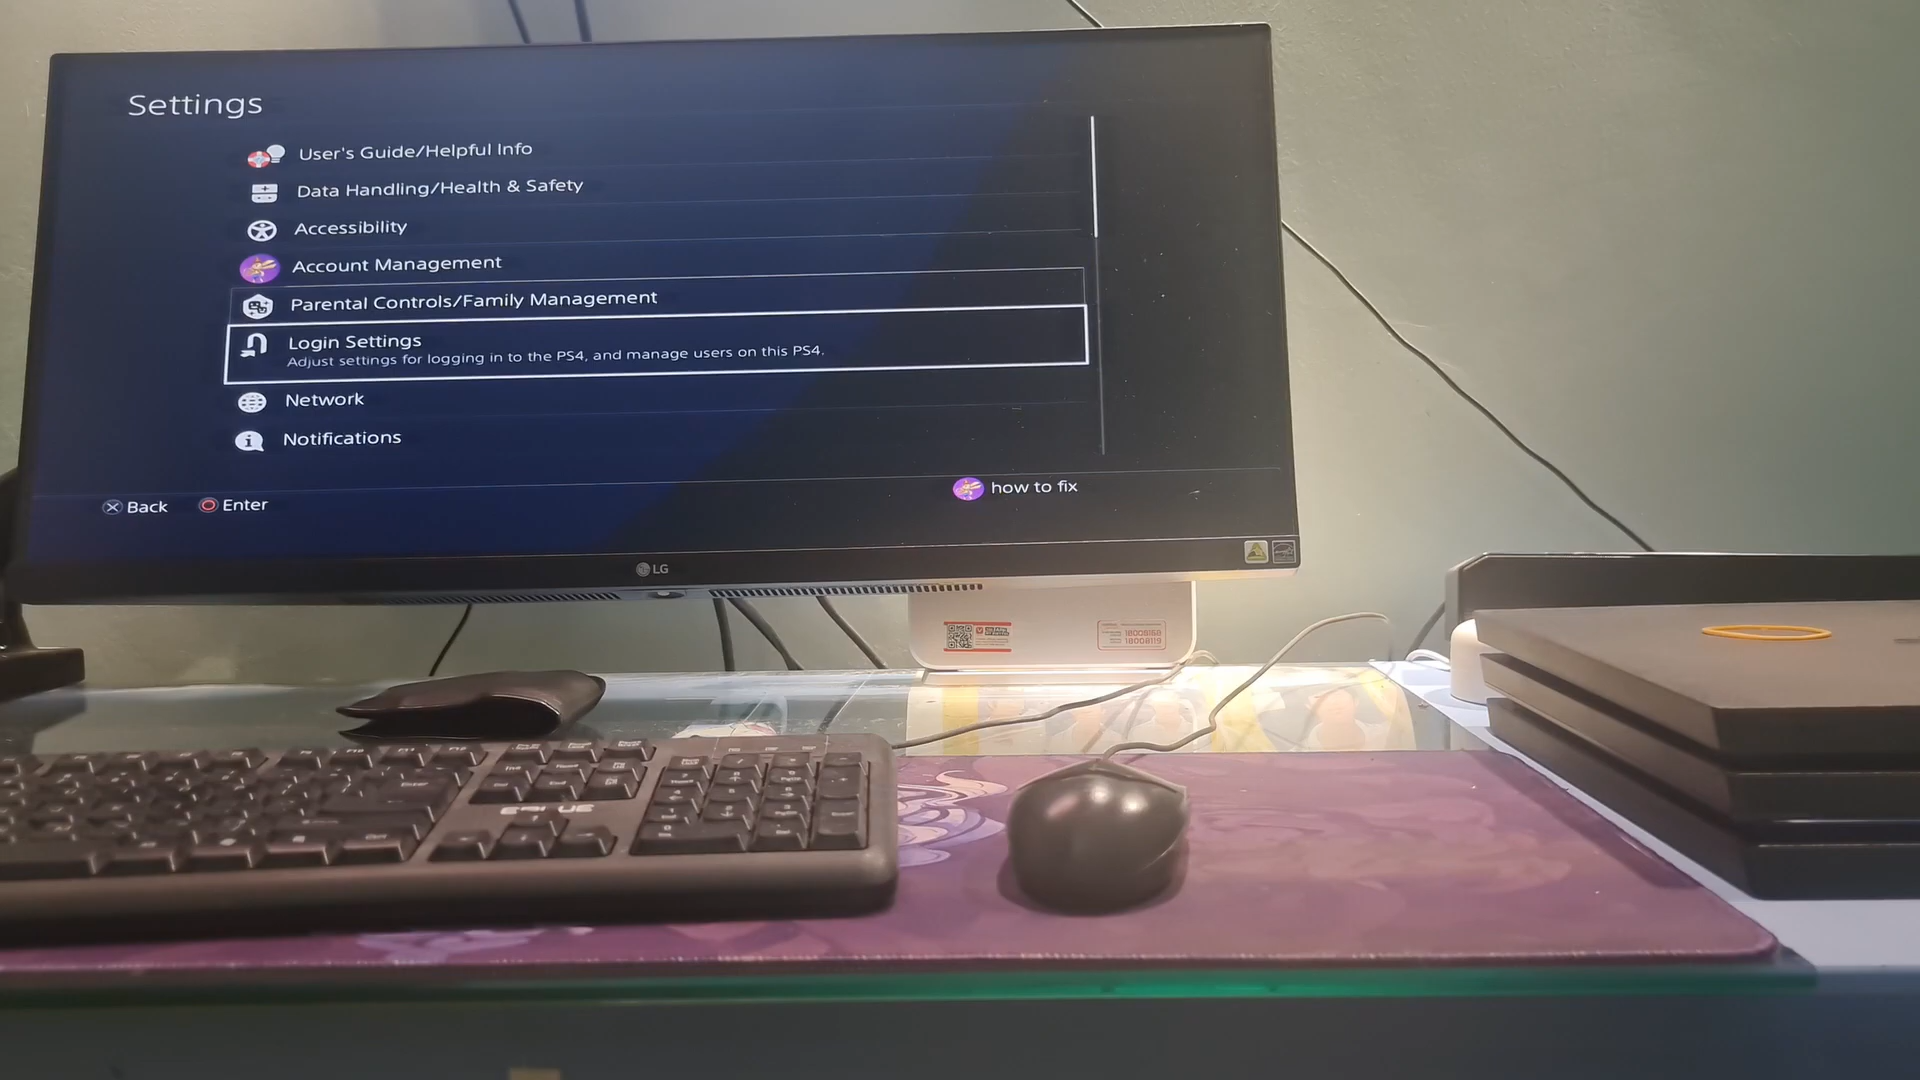 Settings
User's Guide/Helpful Info
Data Handling/Health & Safety
Accessibility
Account Management
Parental Controls/Family Management
Login Settings
Adjust settings for logging in to the PS4, and manage users on this PS4.
Network
Notifications
how to fix
Back
Enter
LG